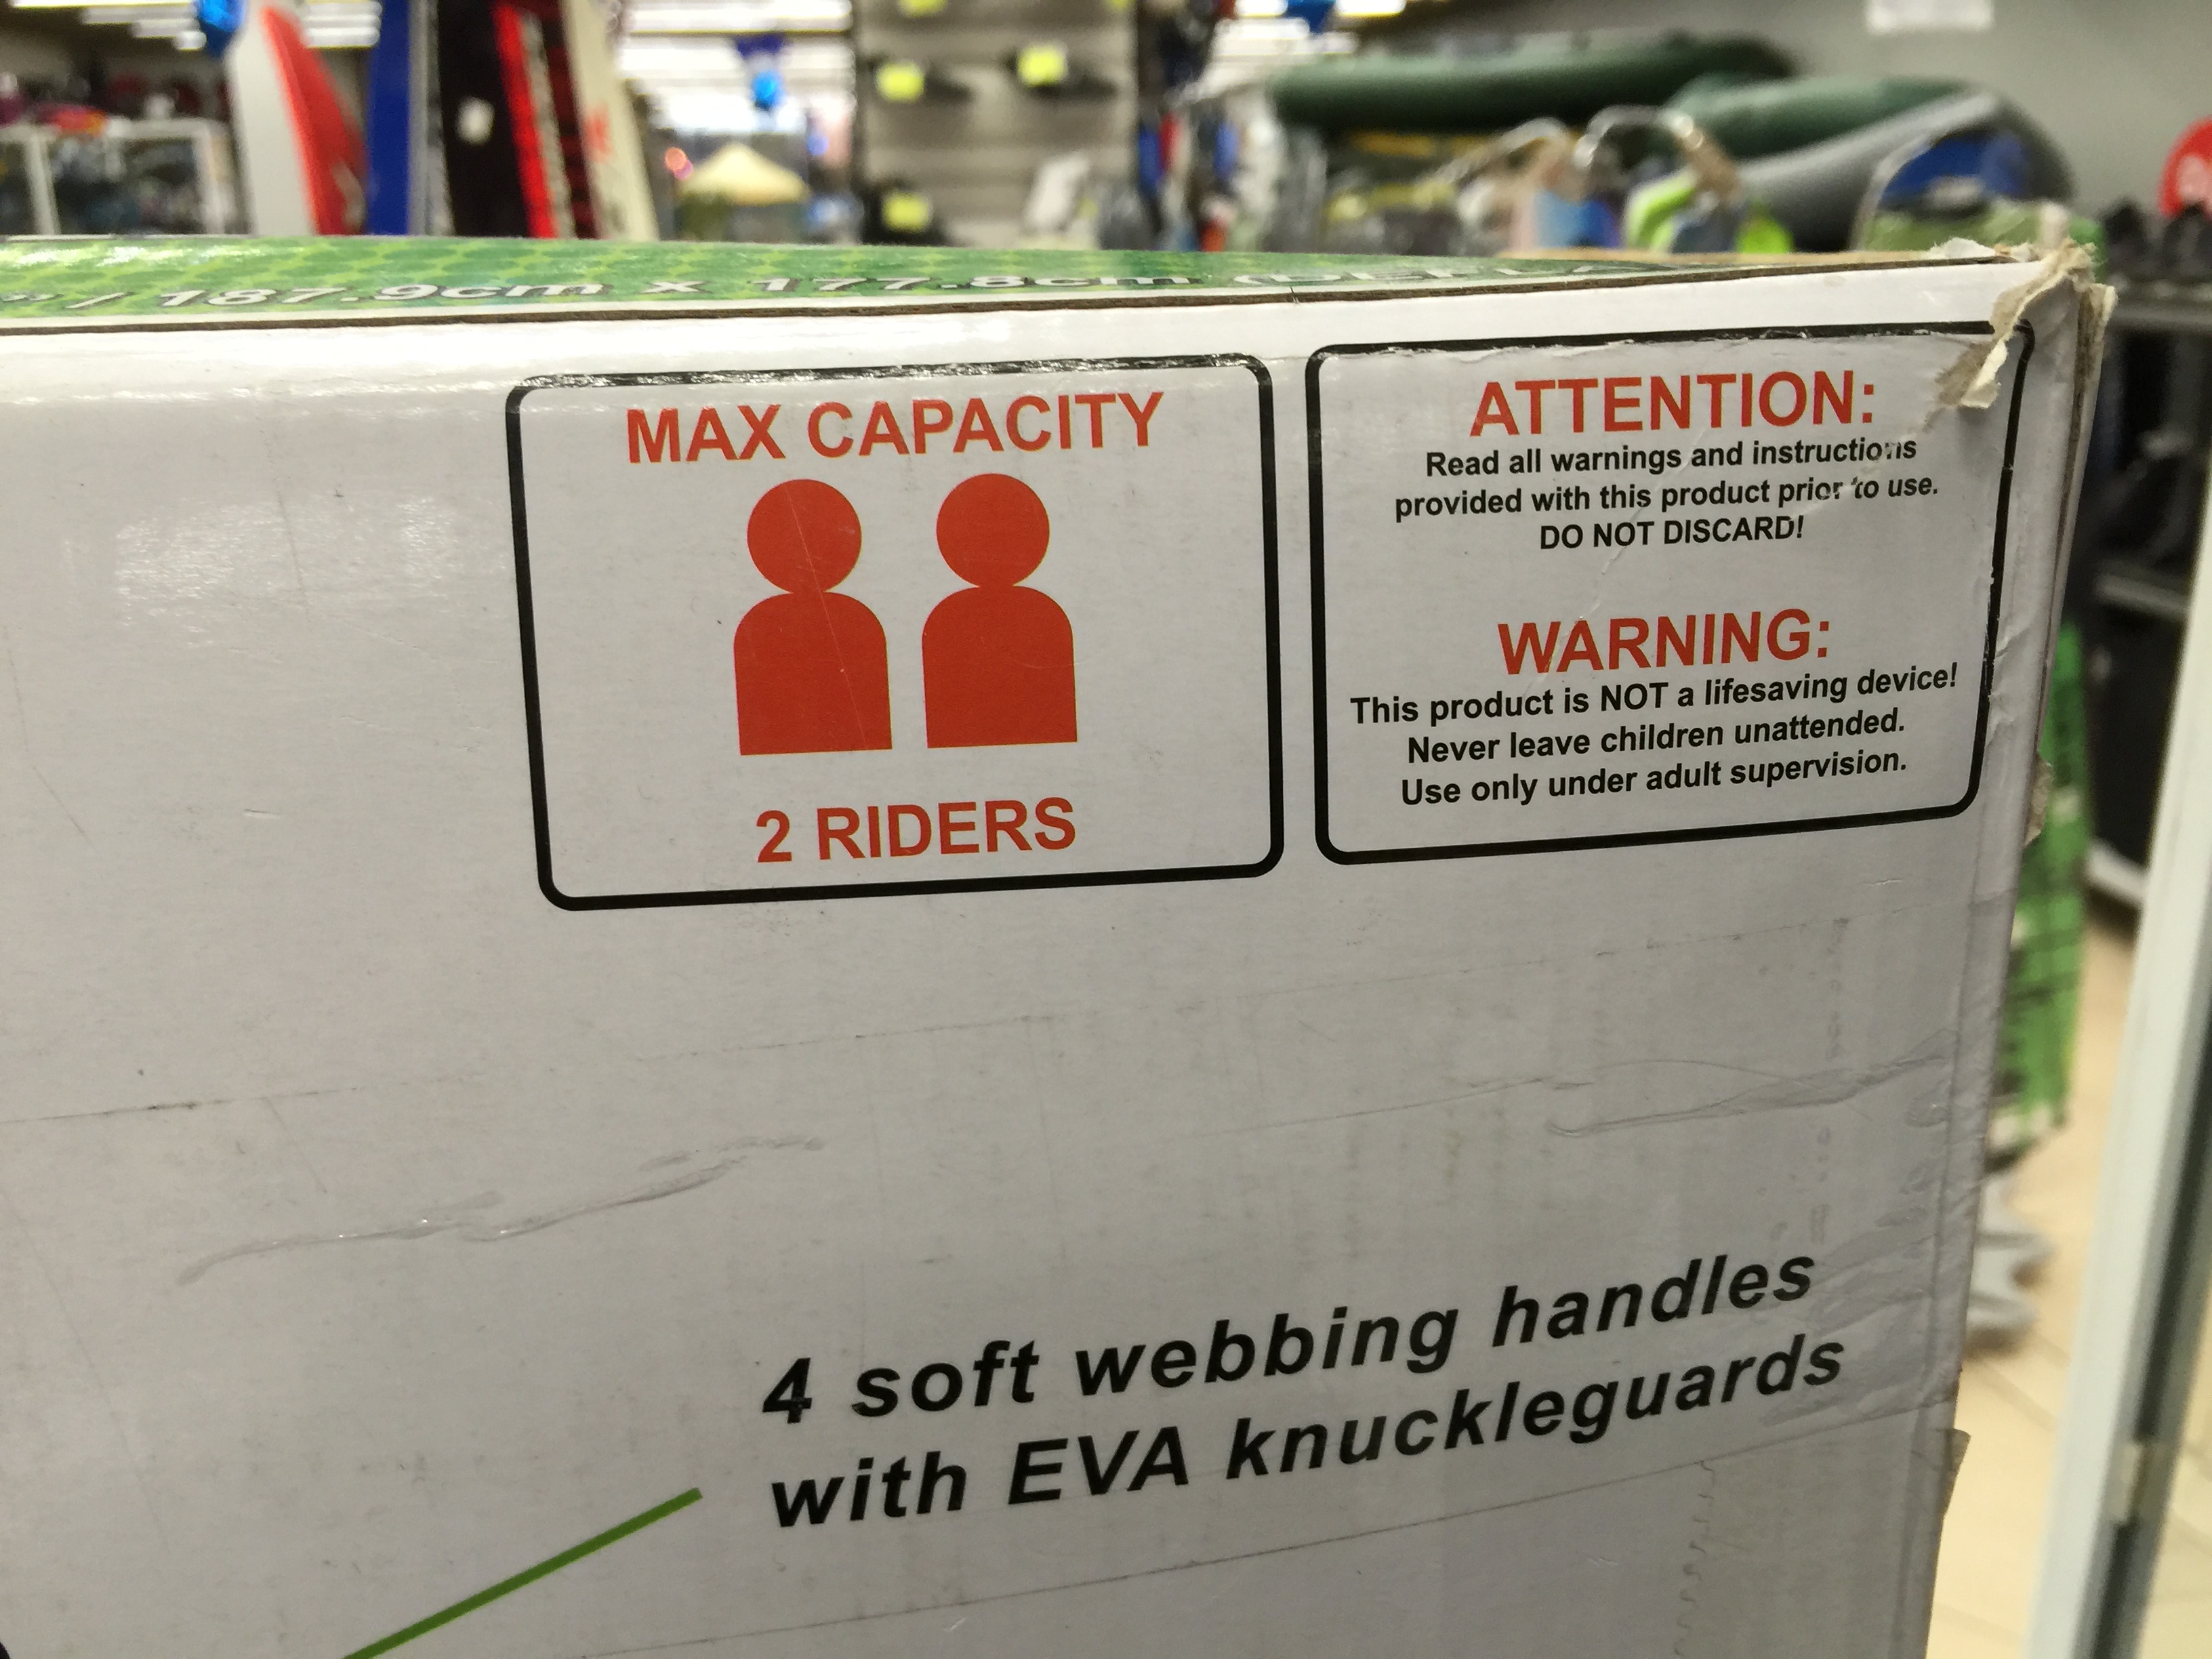 / 187.9cm x 177.8cm
MAX CAPACITY
2 RIDERS
ATTENTION:
Read all warnings and instructions
provided with this product prior to use.
DO NOT DISCARD!
WARNING:
This product is NOT a lifesaving device!
Never leave children unattended.
Use only under adult supervision.
4 soft webbing handles
with EVA knuckleguards